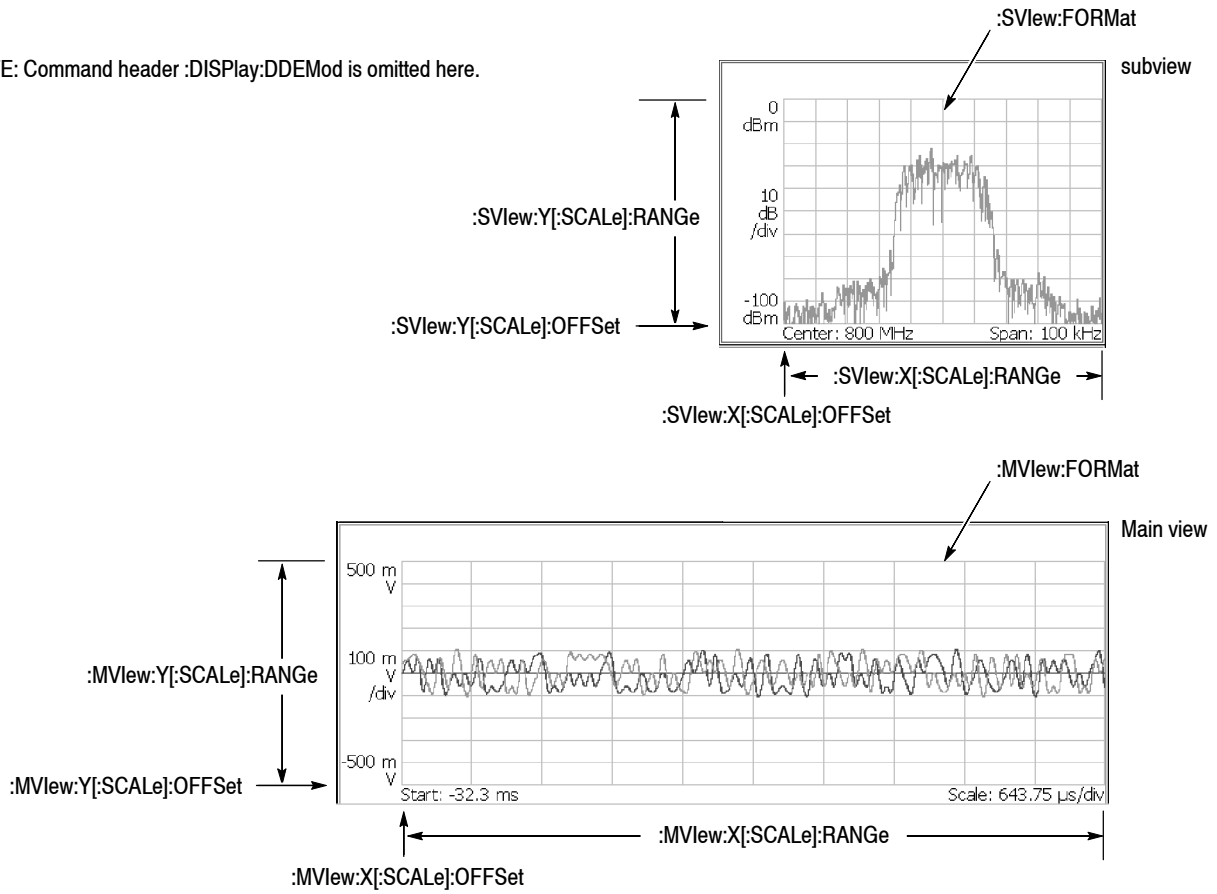 :SVIew:FORMat
E: Command header :DISPlay:DDEMod is omitted here.
subview
0
dBm
:SVIew:Y[:SCALe]:RANGe
10
dB
/div
-100
dBm
:SVIew:Y[:SCALe]:OFFSet
Center: 800 MHz
Span: 100 kHz
:SVIew:X[:SCALe]:RANGe
:SVIew:X[:SCALe]:OFFSet
:MVIew:FORMat
Main view
500 m
V
:MVIew:Y[:SCALe]:RANGe
100 m
V
/div
-500 m
V
:MVIew:Y[:SCALe]:OFFSet
Start: -32.3 ms
Scale: 643.75 µs/div
:MVIew:X[:SCALe]:RANGe
:MVIew:X[:SCALe]:OFFSet